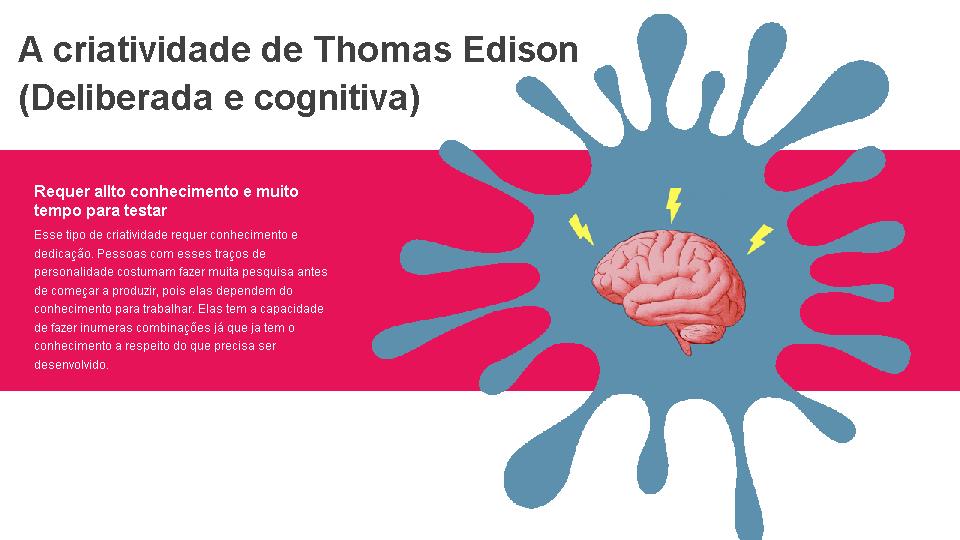 A criatividade de Thomas Edison
(Deliberada e cognitiva)
Requer allto conhecimento e muito
tempo para testar
Esse tipo de criatividade requer conhecimento e
dedicação. Pessoas com esses traços de
personalidade costumam fazer muita pesquisa antes
de começar a produzir, pois elas dependem do
conhecimento para trabalhar. Elas tem a capacidade
de fazer inumeras combinações já que ja tem o
conhecimento a respeito do que precisa ser
desenvolvido.